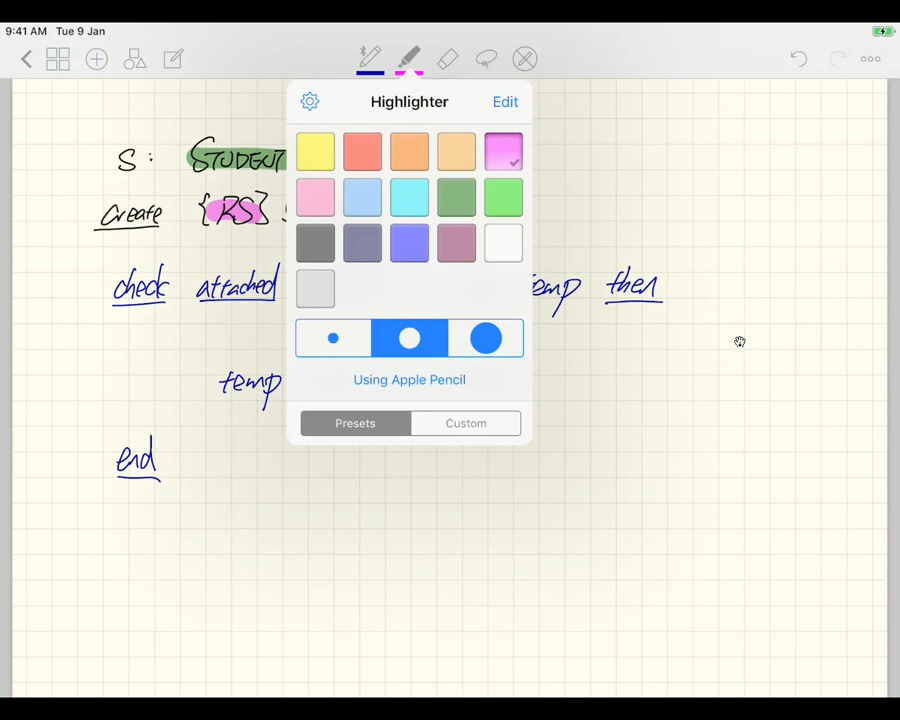 9:41 AM Tue 9 Jan
Highlighter Edit
S: STUDENT
Create {RS} s
check attached temp then
Using Apple Pencil
temp
Presets Custom
end